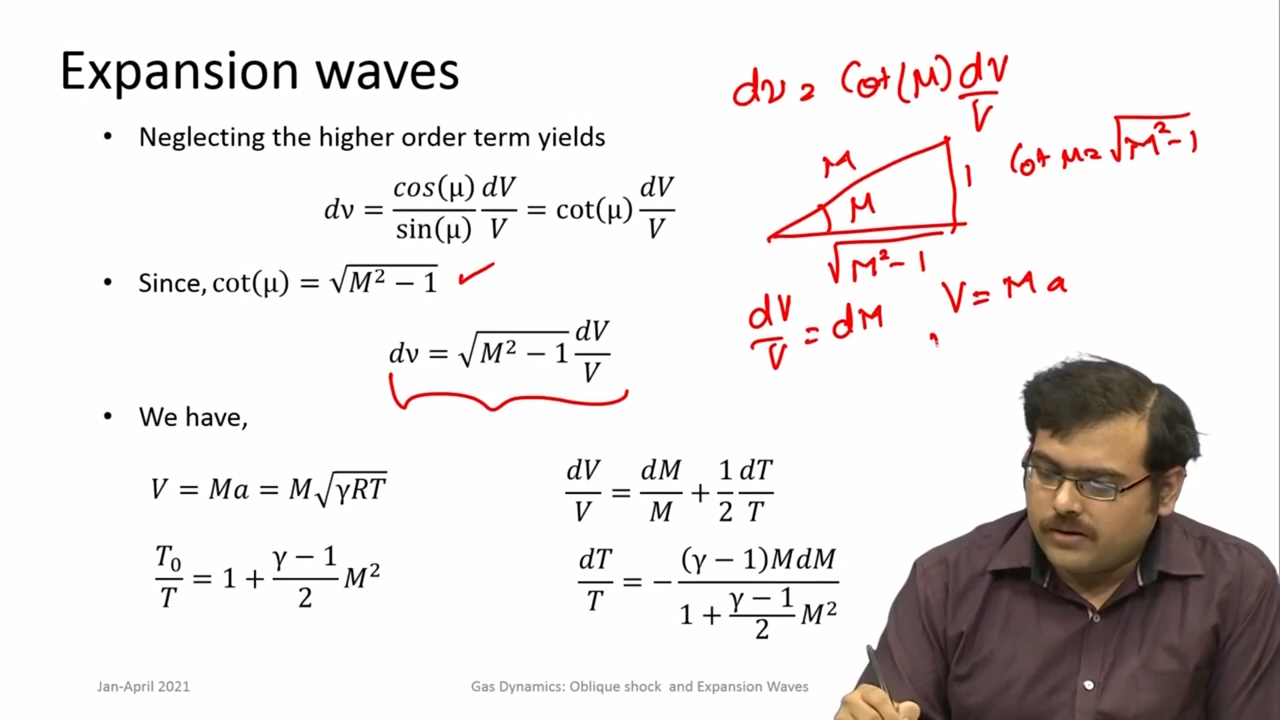 Expansion waves
• Neglecting the higher order term yields
dν = cos(μ)/sin(μ) dV/V = cot(μ) dV/V
• Since, cot(μ) = √(M² − 1)
dν = √(M² − 1) dV/V
• We have,
V = Ma = M√(γRT)
dV/V = dM/M + 1/2 dT/T
T₀/T = 1 + (γ − 1)/2 M²
dT/T = − (γ − 1)MdM / (1 + (γ − 1)/2 M²)
dν = Cot(μ) dV/V
M
1
μ
√(M² − 1)
Cot μ = √(M² − 1)
dV/V = dM , V = Ma
Jan-April 2021
Gas Dynamics: Oblique shock and Expansion Waves